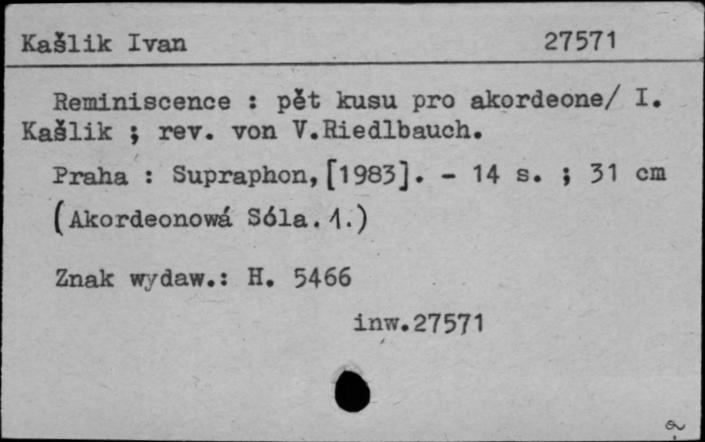 Kašlik Ivan 27571
Reminiscence : pět kusu pro akordeone/ I.
Kašlik ; rev. von V.Riedlbauch.
Praha : Supraphon,[1983]. - 14 s. ; 31 cm
(Akordeonowá Sóla.1.)
Znak wydaw.: H. 5466
inw.27571